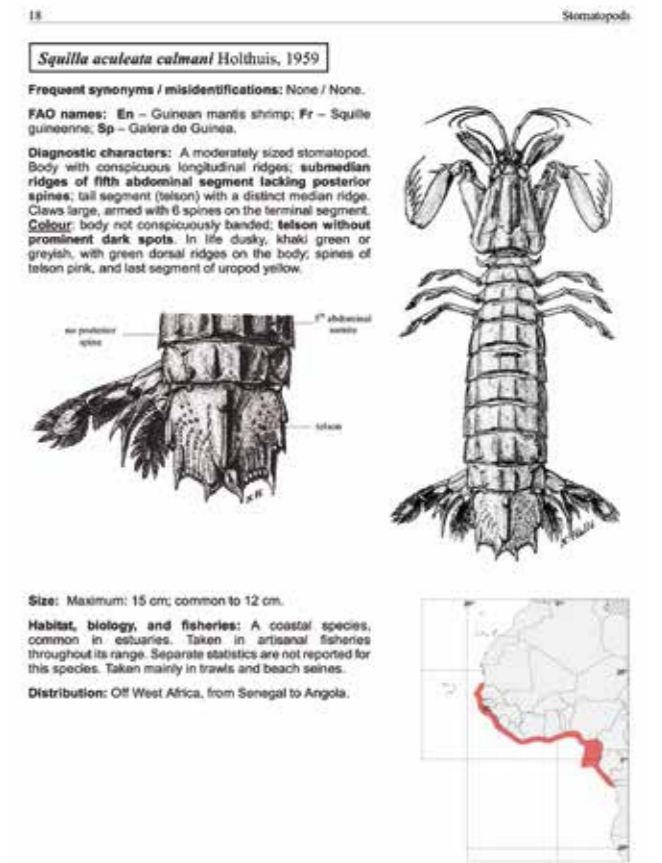 18
Stomatopods
Squilla aculeata calmani Holthuis, 1959
Frequent synonyms / misidentifications: None / None.
FAO names: En – Guinean mantis shrimp; Fr – Squille
guineenne; Sp – Galera de Guinea.
Diagnostic characters: A moderately sized stomatopod.
Body with conspicuous longitudinal ridges; submedian
ridges of fifth abdominal segment lacking posterior
spines; tail segment (telson) with a distinct median ridge.
Claws large, armed with 6 spines on the terminal segment.
Colour: body not conspicuously banded; telson without
prominent dark spots. In life dusky, khaki green or
greyish, with green dorsal ridges on the body; spines of
telson pink, and last segment of uropod yellow.
no posterior
spine
5th abdominal
somite
telson
Size: Maximum: 15 cm; common to 12 cm.
Habitat, biology, and fisheries: A coastal species,
common in estuaries. Taken in artisanal fisheries
throughout its range. Separate statistics are not reported for
this species. Taken mainly in trawls and beach seines.
Distribution: Off West Africa, from Senegal to Angola.